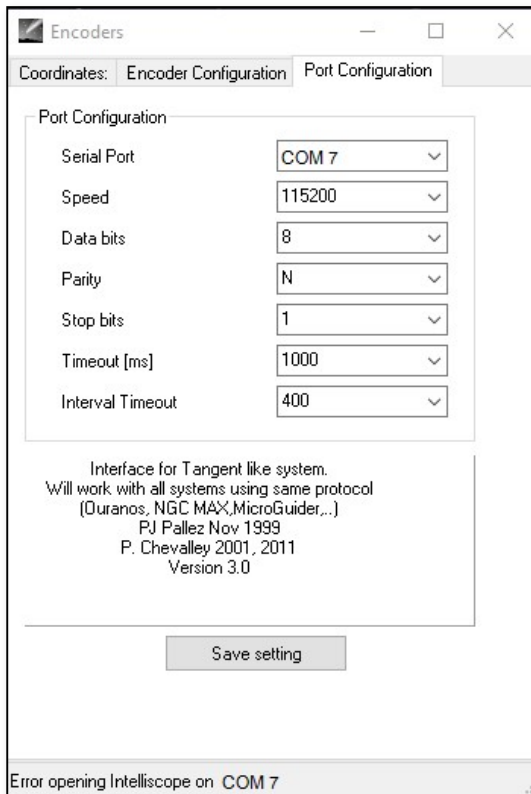 Encoders
Coordinates: Encoder Configuration Port Configuration
Port Configuration
Serial Port COM 7
Speed 115200
Data bits 8
Parity N
Stop bits 1
Timeout [ms] 1000
Interval Timeout 400
Interface for Tangent like system.
Will work with all systems using same protocol
(Ouranos, NGC MAX,MicroGuider,..)
PJ Pallez Nov 1999
P. Chevalley 2001, 2011
Version 3.0
Save setting
Error opening Intelliscope on COM 7